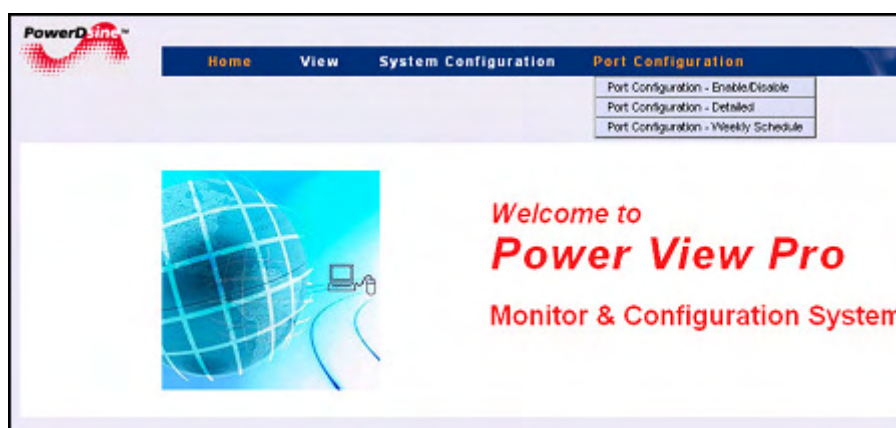 PowerDsine™
Home View System Configuration Port Configuration
Port Configuration - Enable/Disable
Port Configuration - Detailed
Port Configuration - Weekly Schedule
Welcome to
Power View Pro
Monitor & Configuration System